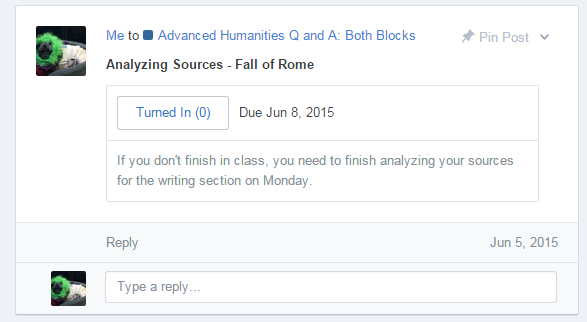 Me to Advanced Humanities Q and A: Both Blocks Pin Post
Analyzing Sources - Fall of Rome
Turned In (0) Due Jun 8, 2015
If you don't finish in class, you need to finish analyzing your sources
for the writing section on Monday.
Reply Jun 5, 2015
Type a reply...